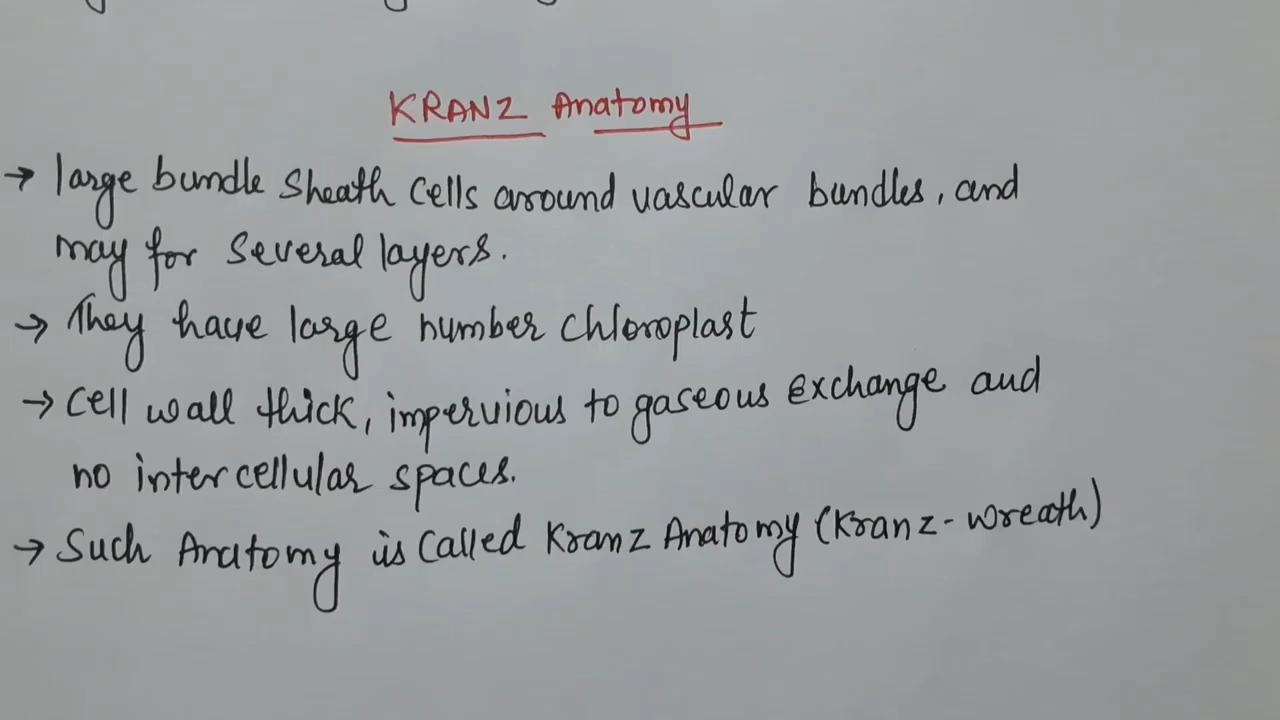 KRANZ Anatomy
→ large bundle sheath cells around vascular bundles, and
may for several layers.
→ They have large number chloroplast
→ cell wall thick, impervious to gaseous exchange and
no intercellular spaces.
→ Such Anatomy is called Kranz Anatomy (Kranz-wreath)